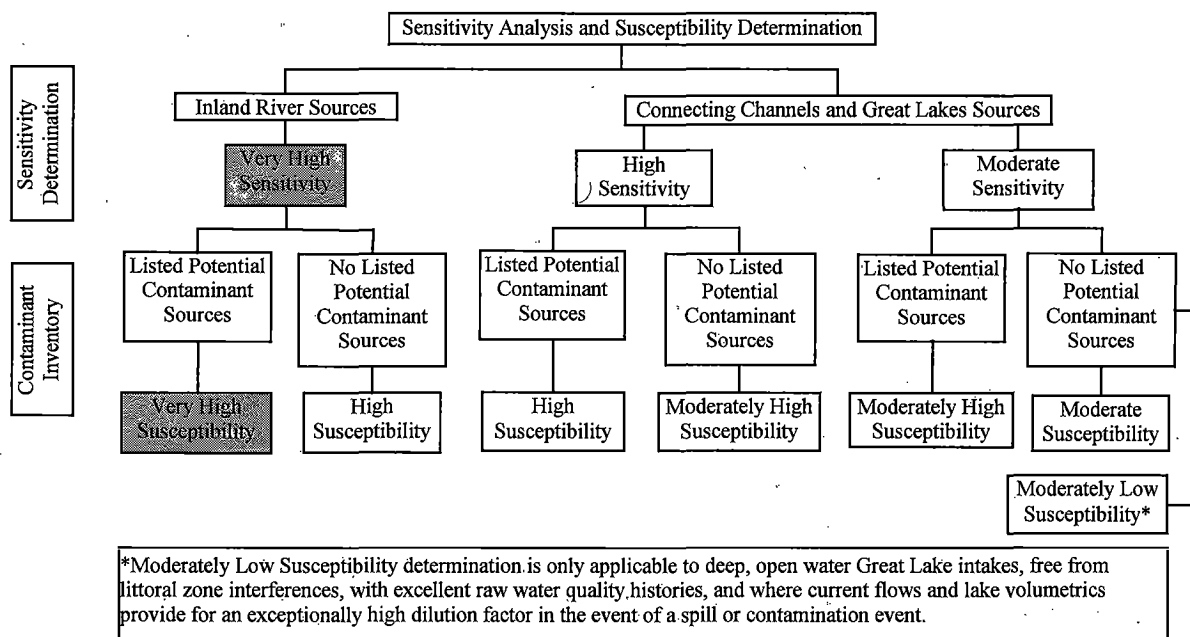 Sensitivity Analysis and Susceptibility Determination
Sensitivity
Determination
Inland River Sources
Connecting Channels and Great Lakes Sources
Very High
Sensitivity
High
Sensitivity
Moderate
Sensitivity
Contaminant
Inventory
Listed Potential
Contaminant
Sources
No Listed
Potential
Contaminant
Sources
Listed Potential
Contaminant
Sources
No Listed
Potential
Contaminant
Sources
Listed Potential
Contaminant
Sources
No Listed
Potential
Contaminant
Sources
Very High
Susceptibility
High
Susceptibility
High
Susceptibility
Moderately High
Susceptibility
Moderately High
Susceptibility
Moderate
Susceptibility
Moderately Low
Susceptibility*
*Moderately Low Susceptibility determination is only applicable to deep, open water Great Lake intakes, free from
littoral zone interferences, with excellent raw water quality histories, and where current flows and lake volumetrics
provide for an exceptionally high dilution factor in the event of a spill or contamination event.